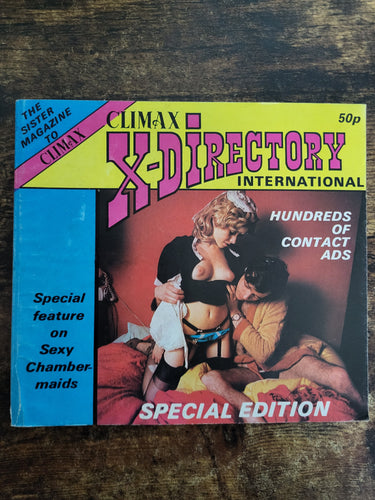 THE
SISTER
MAGAZINE
TO
CLIMAX
CLIMAX
50p
X-DIRECTORY
INTERNATIONAL
HUNDREDS
OF
CONTACT
ADS
Special
feature
on
Sexy
Chamber-
maids
SPECIAL EDITION